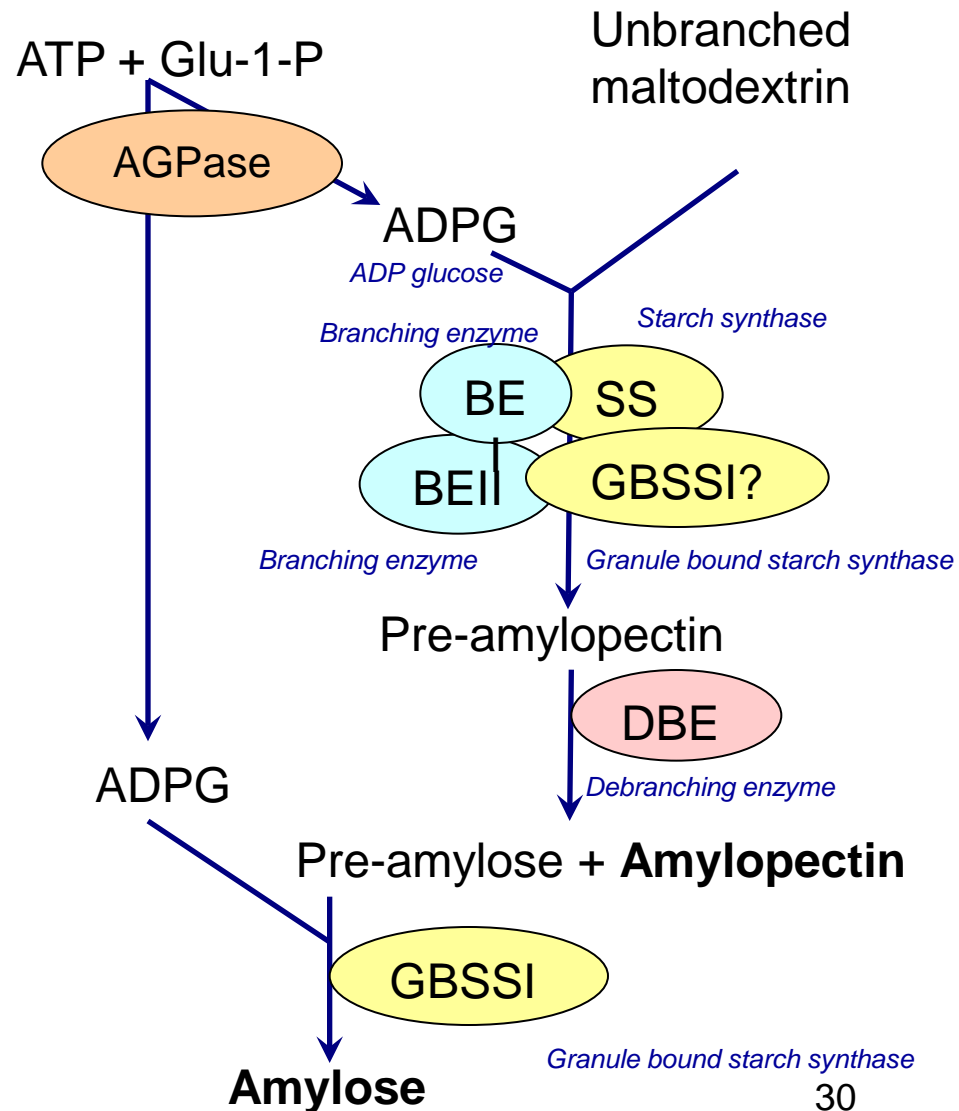 ATP + Glu-1-P
Unbranched
maltodextrin
AGPase
ADPG
ADP glucose
Branching enzyme
Starch synthase
BE
I
SS
BEII
GBSSI?
Branching enzyme
Granule bound starch synthase
Pre-amylopectin
DBE
Debranching enzyme
ADPG
Pre-amylose + Amylopectin
GBSSI
Granule bound starch synthase
Amylose
30